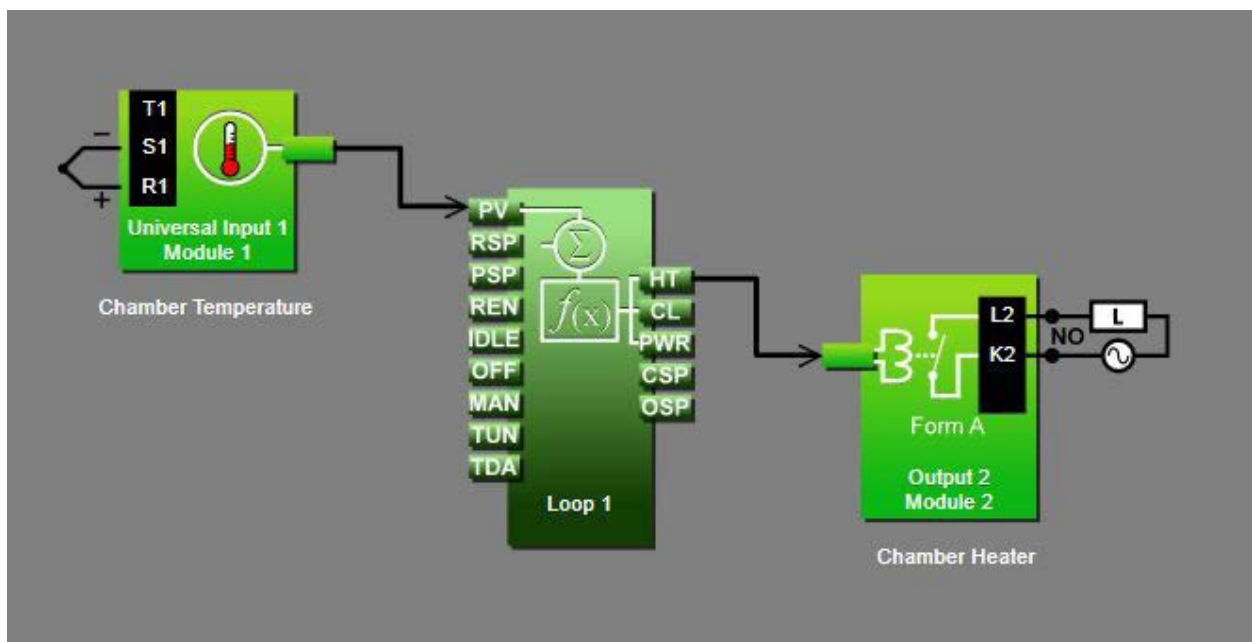 T1
S1
R1
−
+
Universal Input 1
Module 1
Chamber Temperature
PV
RSP
PSP
REN
IDLE
OFF
MAN
TUN
TDA
Σ
f(x)
HT
CL
PWR
CSP
OSP
Loop 1
L2
K2
NO
L
Form A
Output 2
Module 2
Chamber Heater